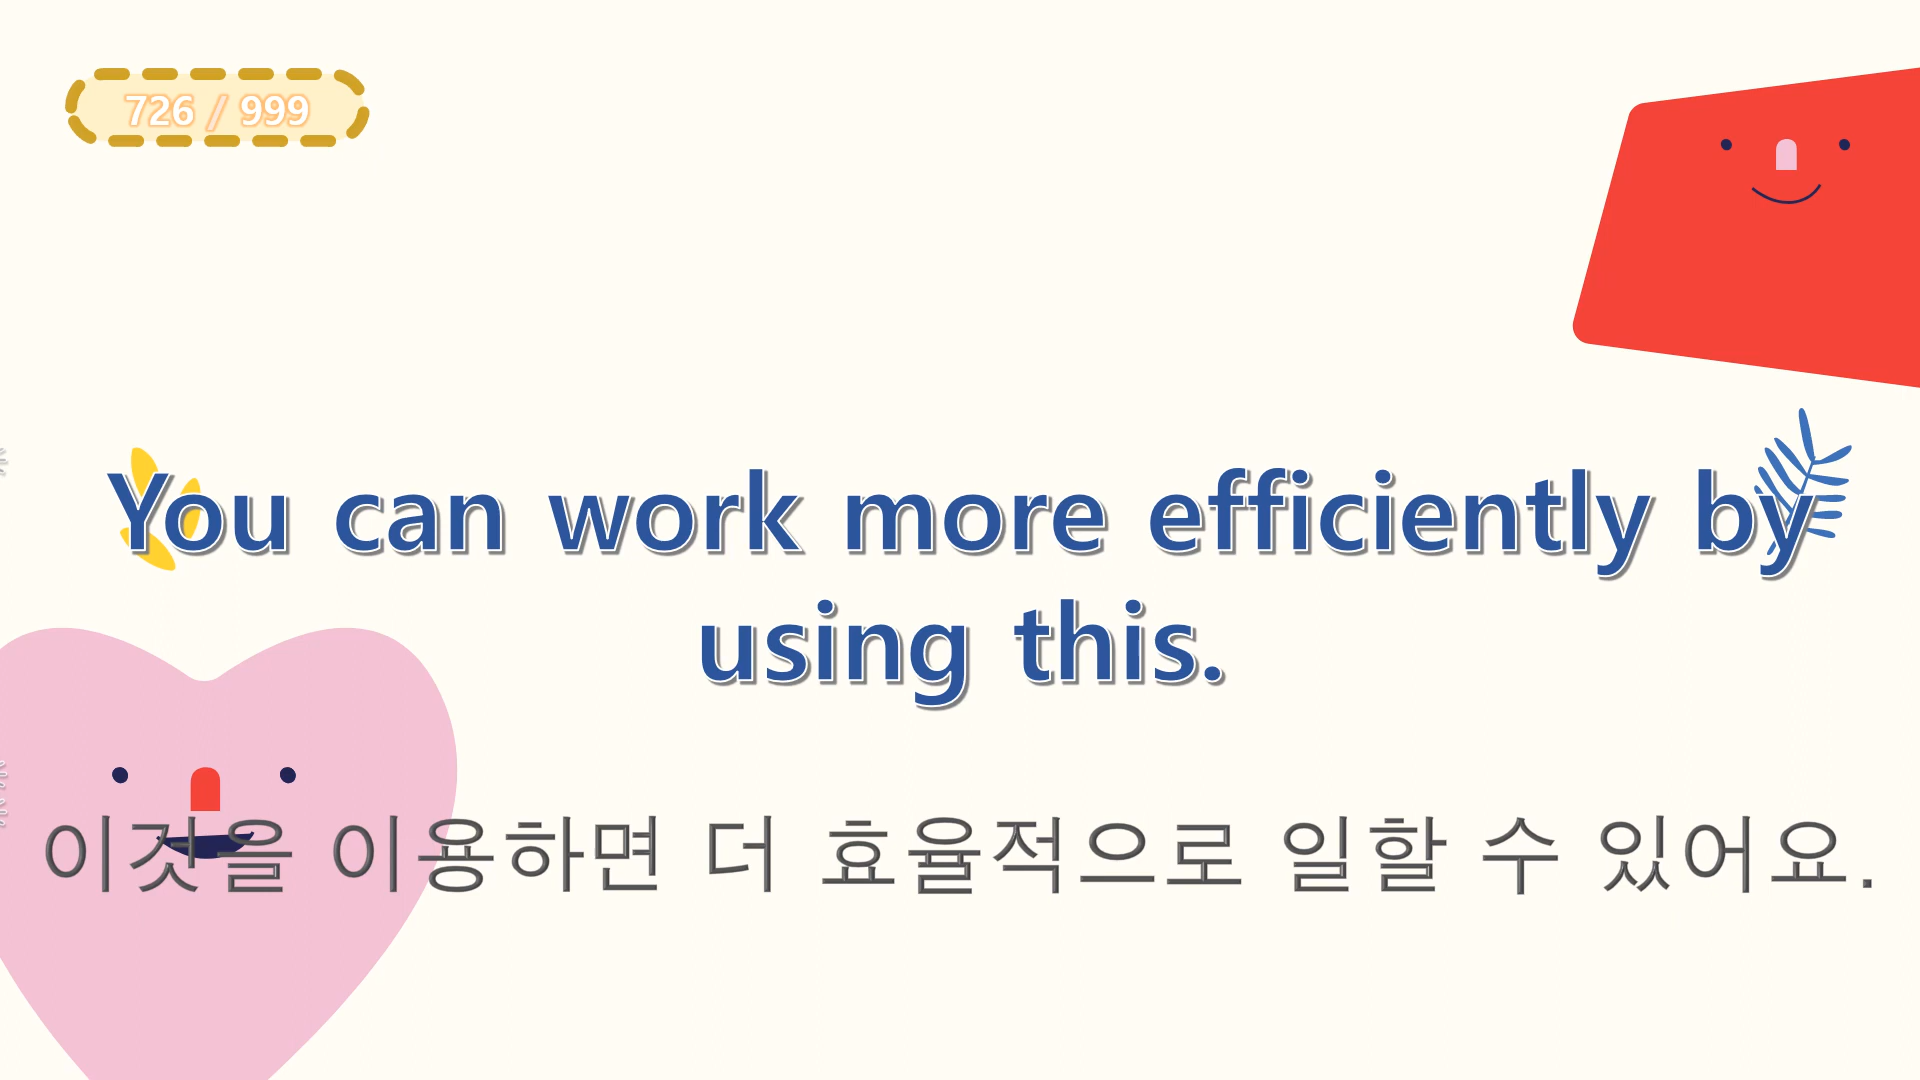 726 / 999
You can work more efficiently by
using this.
이것을 이용하면 더 효율적으로 일할 수 있어요.